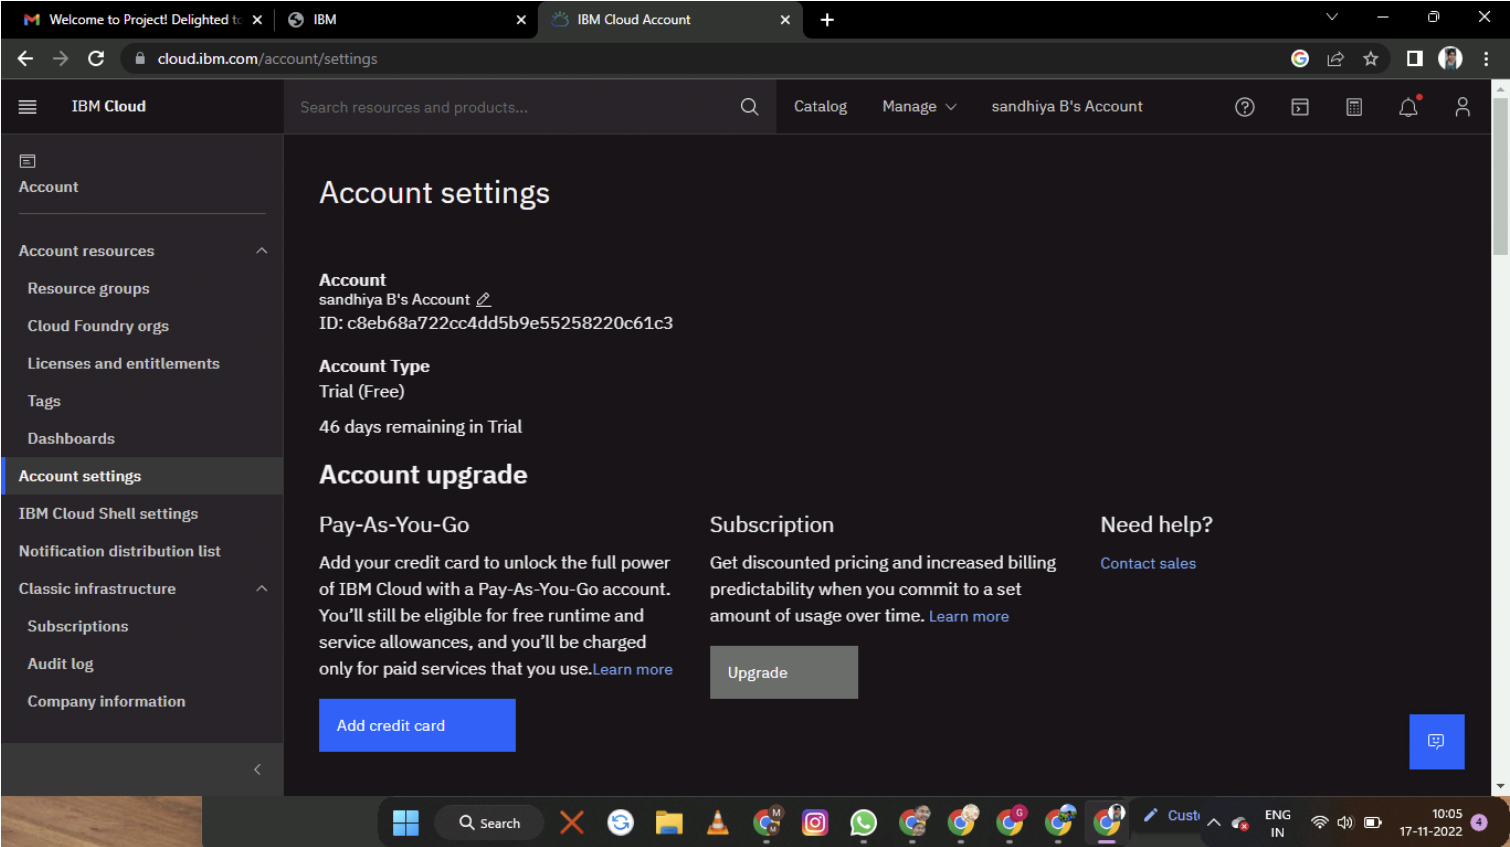 Welcome to Project! Delighted to
IBM
IBM Cloud Account
cloud.ibm.com/account/settings
IBM Cloud
Search resources and products...
Catalog
Manage
sandhiya B's Account
Account
Account resources
Resource groups
Cloud Foundry orgs
Licenses and entitlements
Tags
Dashboards
Account settings
IBM Cloud Shell settings
Notification distribution list
Classic infrastructure
Subscriptions
Audit log
Company information
Account settings
Account
sandhiya B's Account
ID: c8eb68a722cc4dd5b9e55258220c61c3
Account Type
Trial (Free)
46 days remaining in Trial
Account upgrade
Pay-As-You-Go
Add your credit card to unlock the full power
of IBM Cloud with a Pay-As-You-Go account.
You’ll still be eligible for free runtime and
service allowances, and you’ll be charged
only for paid services that you use.Learn more
Add credit card
Subscription
Get discounted pricing and increased billing
predictability when you commit to a set
amount of usage over time. Learn more
Upgrade
Need help?
Contact sales
Search
M
M
G
Custo
ENG
IN
10:05
17-11-2022
4